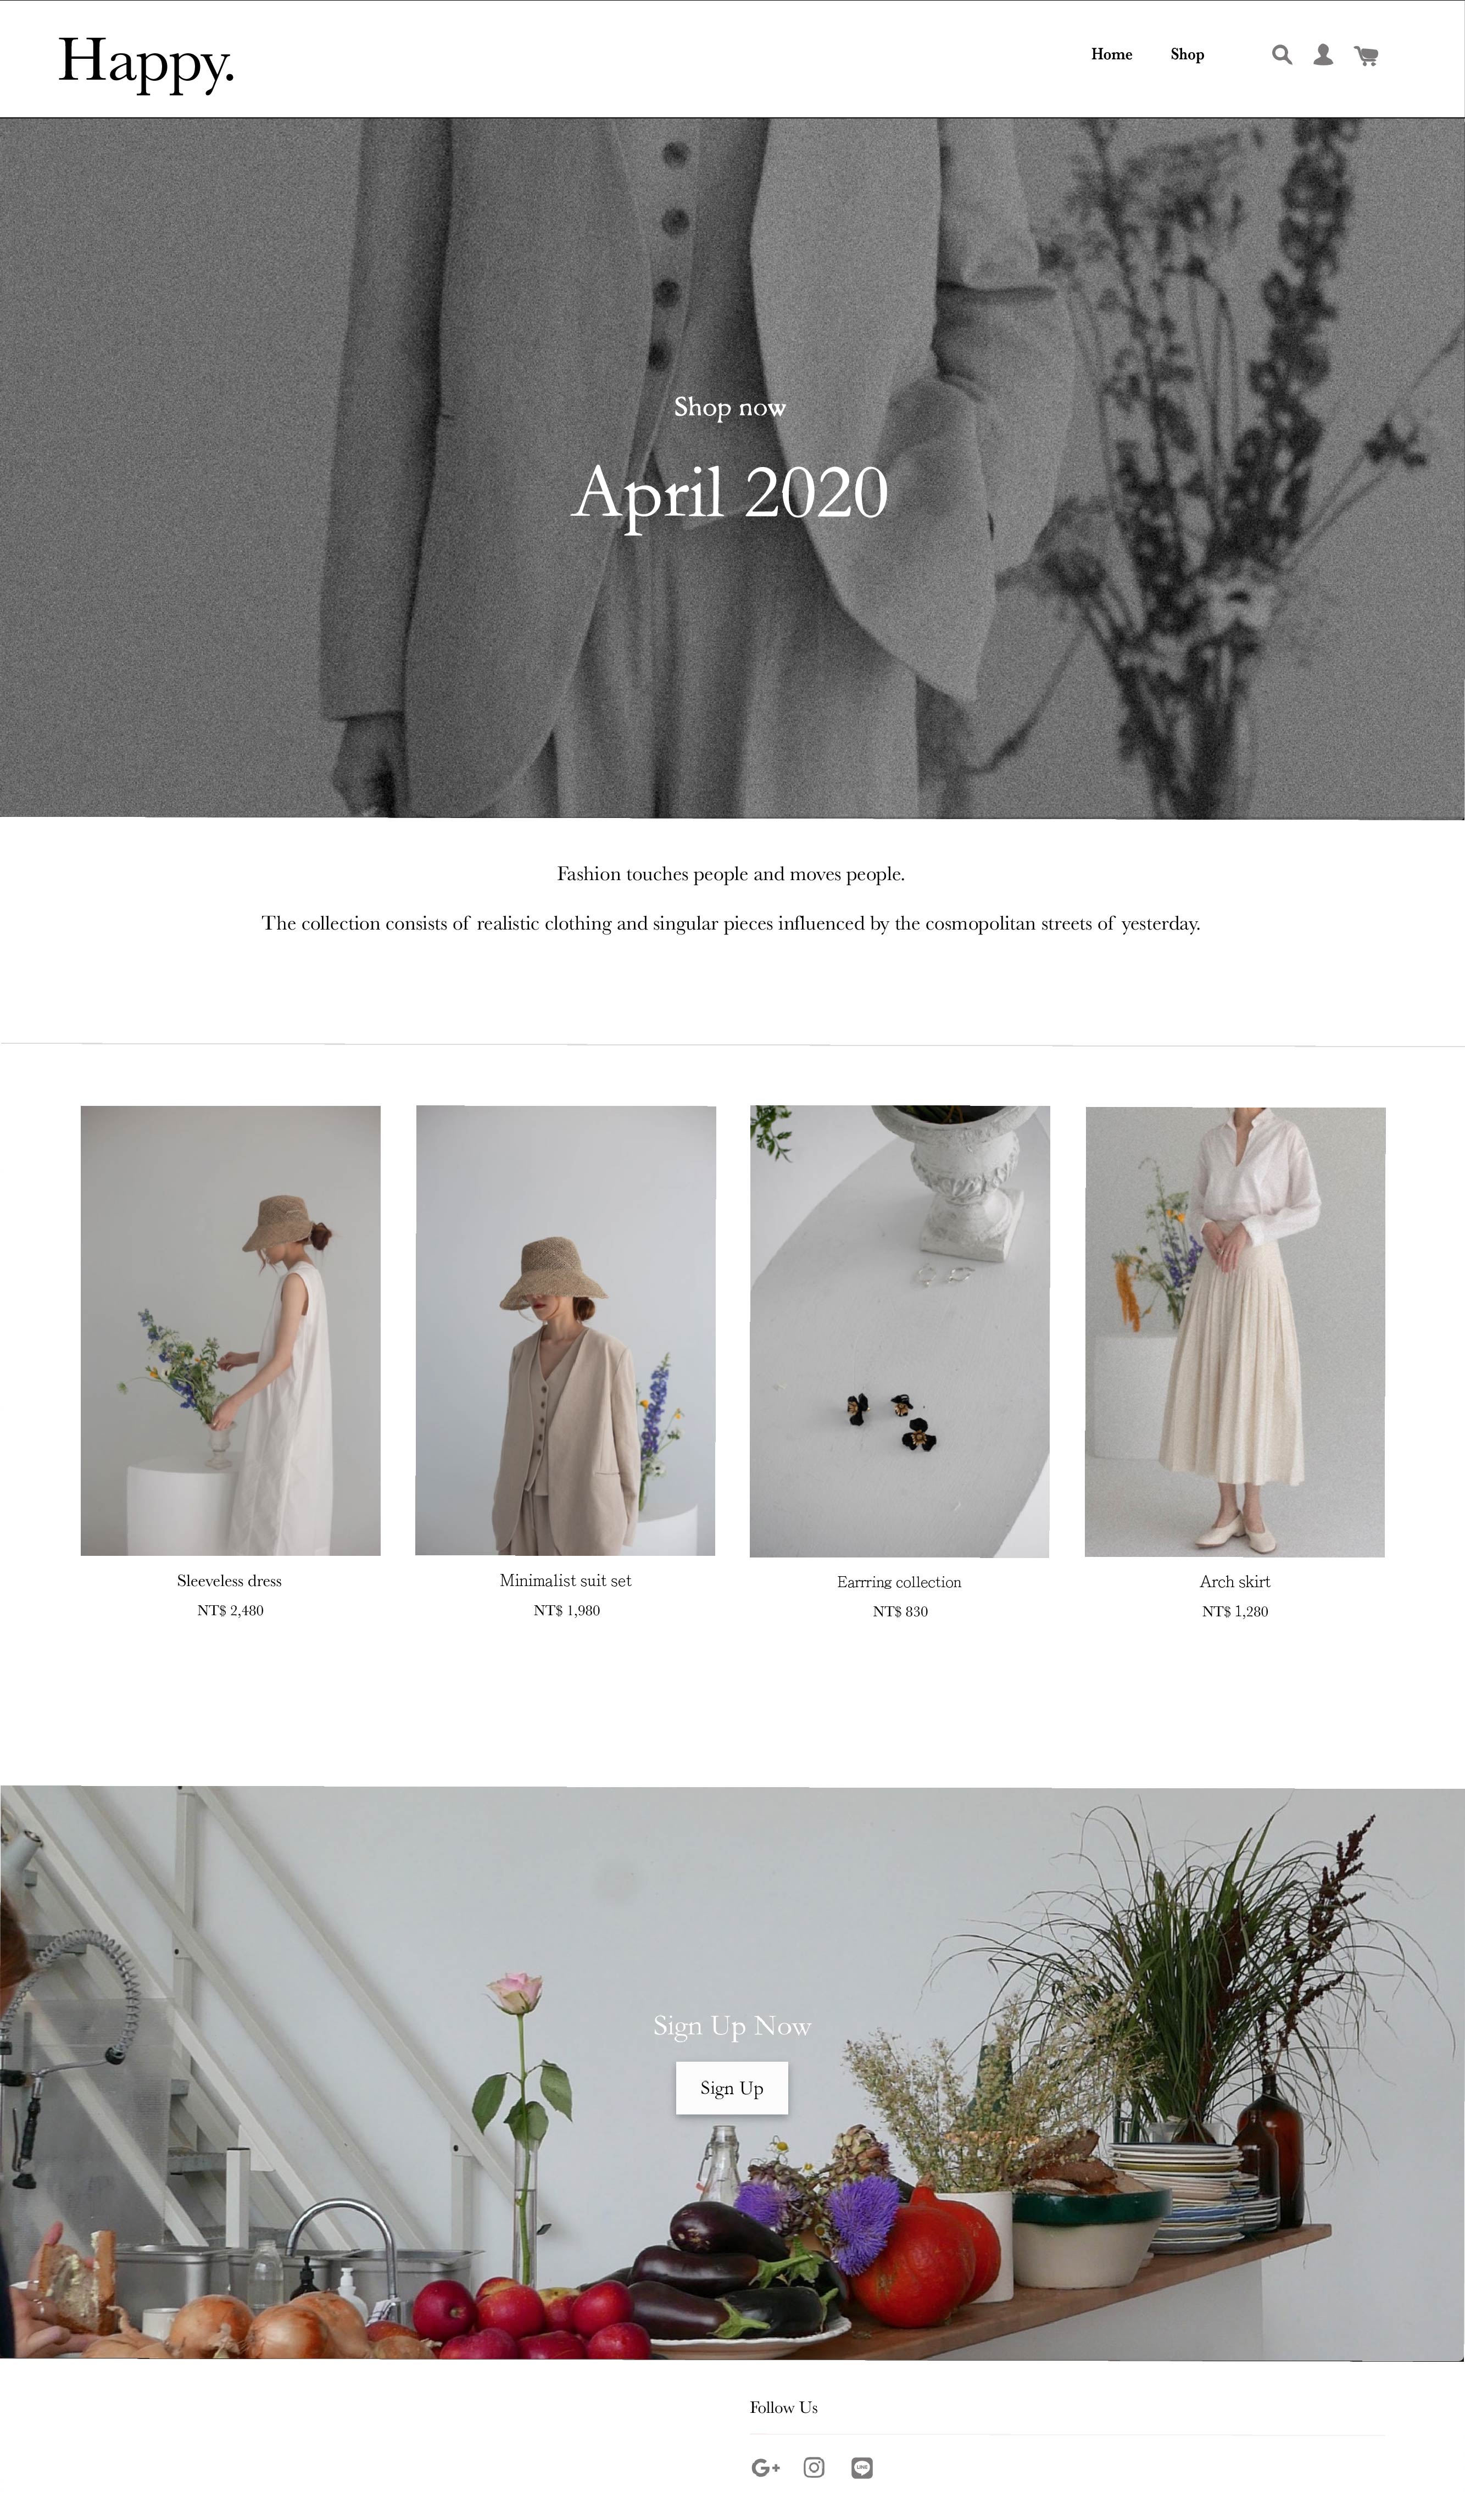 Happy.
Home
Shop
Shop now
April 2020
Fashion touches people and moves people.
The collection consists of realistic clothing and singular pieces influenced by the cosmopolitan streets of yesterday.
Sleeveless dress
NT$ 2,480
Minimalist suit set
NT$ 1,980
Earrring collection
NT$ 830
Arch skirt
NT$ 1,280
Sign Up Now
Sign Up
Follow Us
G+
LINE